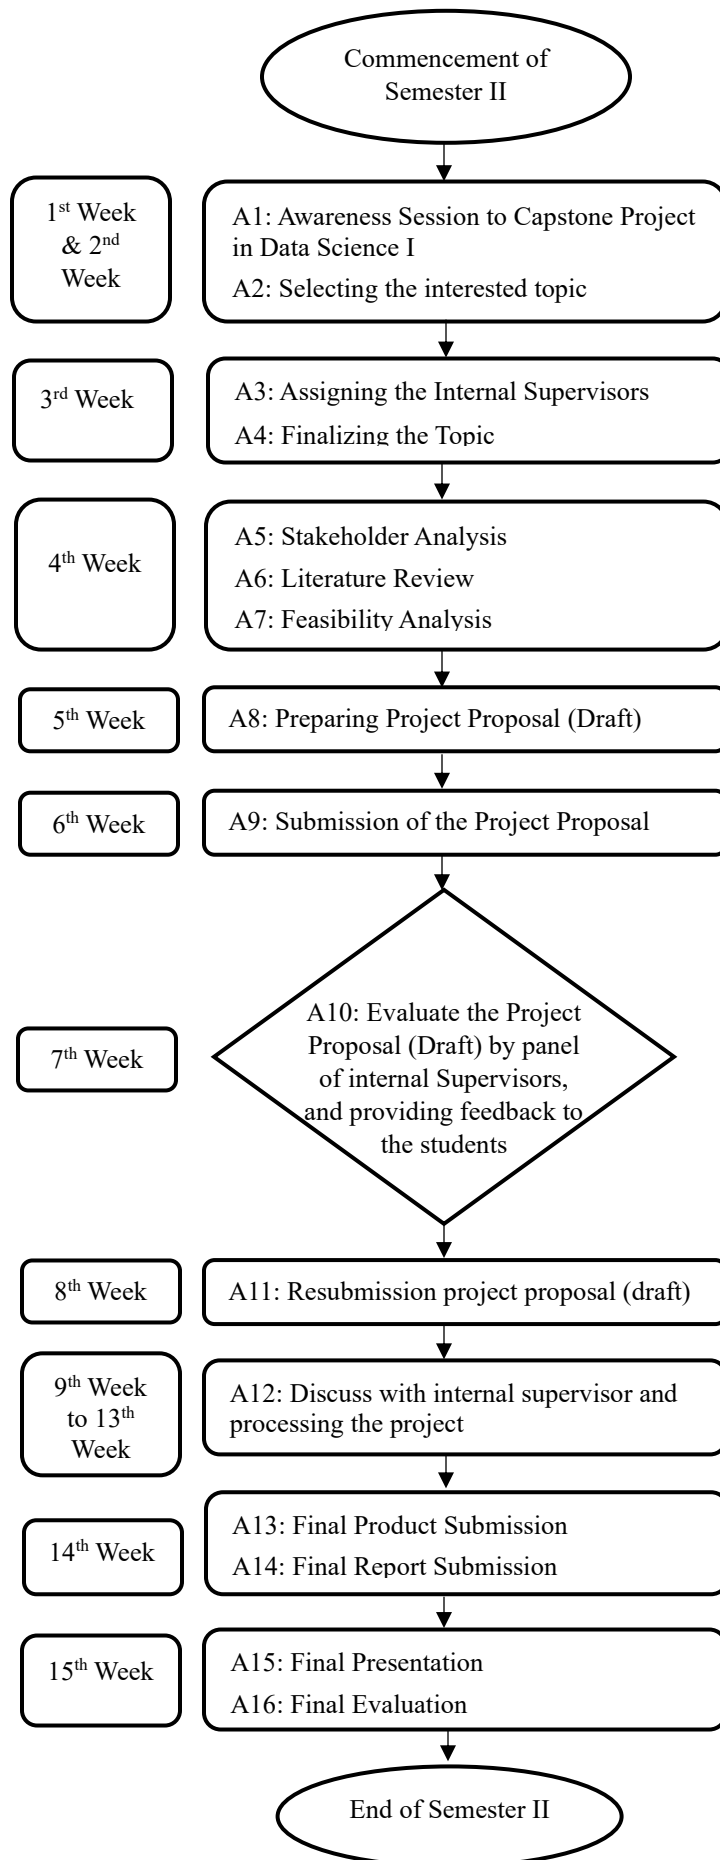 Commencement of
Semester II
1st Week
& 2nd
Week
A1: Awareness Session to Capstone Project
in Data Science I
A2: Selecting the interested topic
3rd Week
A3: Assigning the Internal Supervisors
A4: Finalizing the Topic
4th Week
A5: Stakeholder Analysis
A6: Literature Review
A7: Feasibility Analysis
5th Week
A8: Preparing Project Proposal (Draft)
6th Week
A9: Submission of the Project Proposal
7th Week
A10: Evaluate the Project
Proposal (Draft) by panel
of internal Supervisors,
and providing feedback to
the students
8th Week
A11: Resubmission project proposal (draft)
9th Week
to 13th
Week
A12: Discuss with internal supervisor and
processing the project
14th Week
A13: Final Product Submission
A14: Final Report Submission
15th Week
A15: Final Presentation
A16: Final Evaluation
End of Semester II